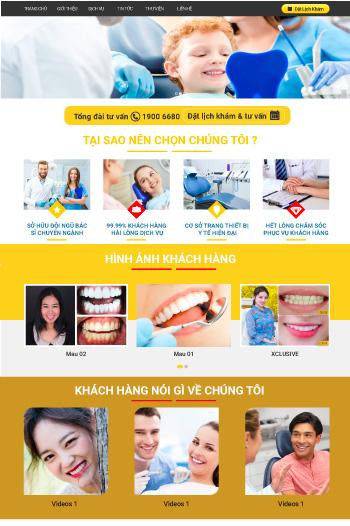 TRANG CHỦ GIỚI THIỆU DỊCH VỤ TIN TỨC THƯ VIỆN LIÊN HỆ Đặt Lịch Khám
Tổng đài tư vấn 1900 6680 Đặt lịch khám & tư vấn
TẠI SAO NÊN CHỌN CHÚNG TÔI ?
SỞ HỮU ĐỘI NGŨ BÁC
SĨ CHUYÊN NGÀNH
99.99% KHÁCH HÀNG
HÀI LÒNG DỊCH VỤ
CƠ SỞ TRANG THIẾT BỊ
Y TẾ HIỆN ĐẠI
HẾT LÒNG CHĂM SÓC
PHỤC VỤ KHÁCH HÀNG
HÌNH ẢNH KHÁCH HÀNG
Mau 02
Mau 01
XCLUSIVE
KHÁCH HÀNG NÓI GÌ VỀ CHÚNG TÔI
Videos 1
Videos 1
Videos 1